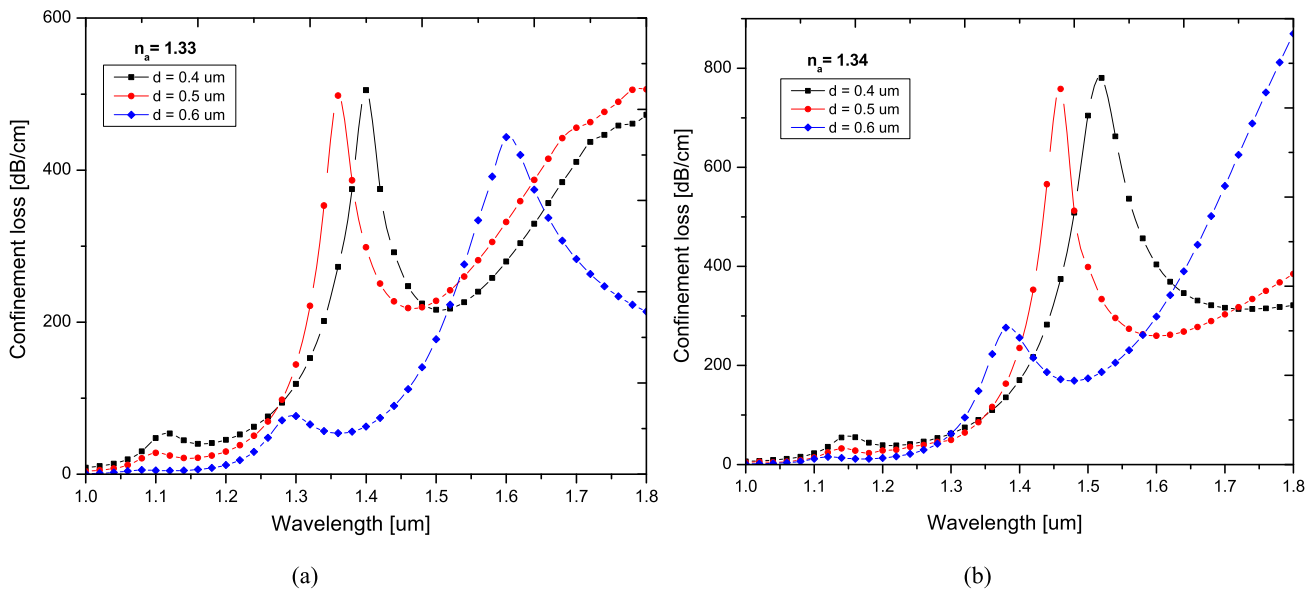 600
400
200
0
Confinement loss [dB/cm]
n_a= 1.33
d = 0.4 um
d = 0.5 um
d = 0.6 um
1.0 1.1 1.2 1.3 1.4 1.5 1.6 1.7 1.8
Wavelength [um]
(a)
800
600
400
200
0
Confinement loss [dB/cm]
n_a= 1.34
d = 0.4 um
d = 0.5 um
d = 0.6 um
1.0 1.1 1.2 1.3 1.4 1.5 1.6 1.7 1.8
Wavelength [um]
(b)